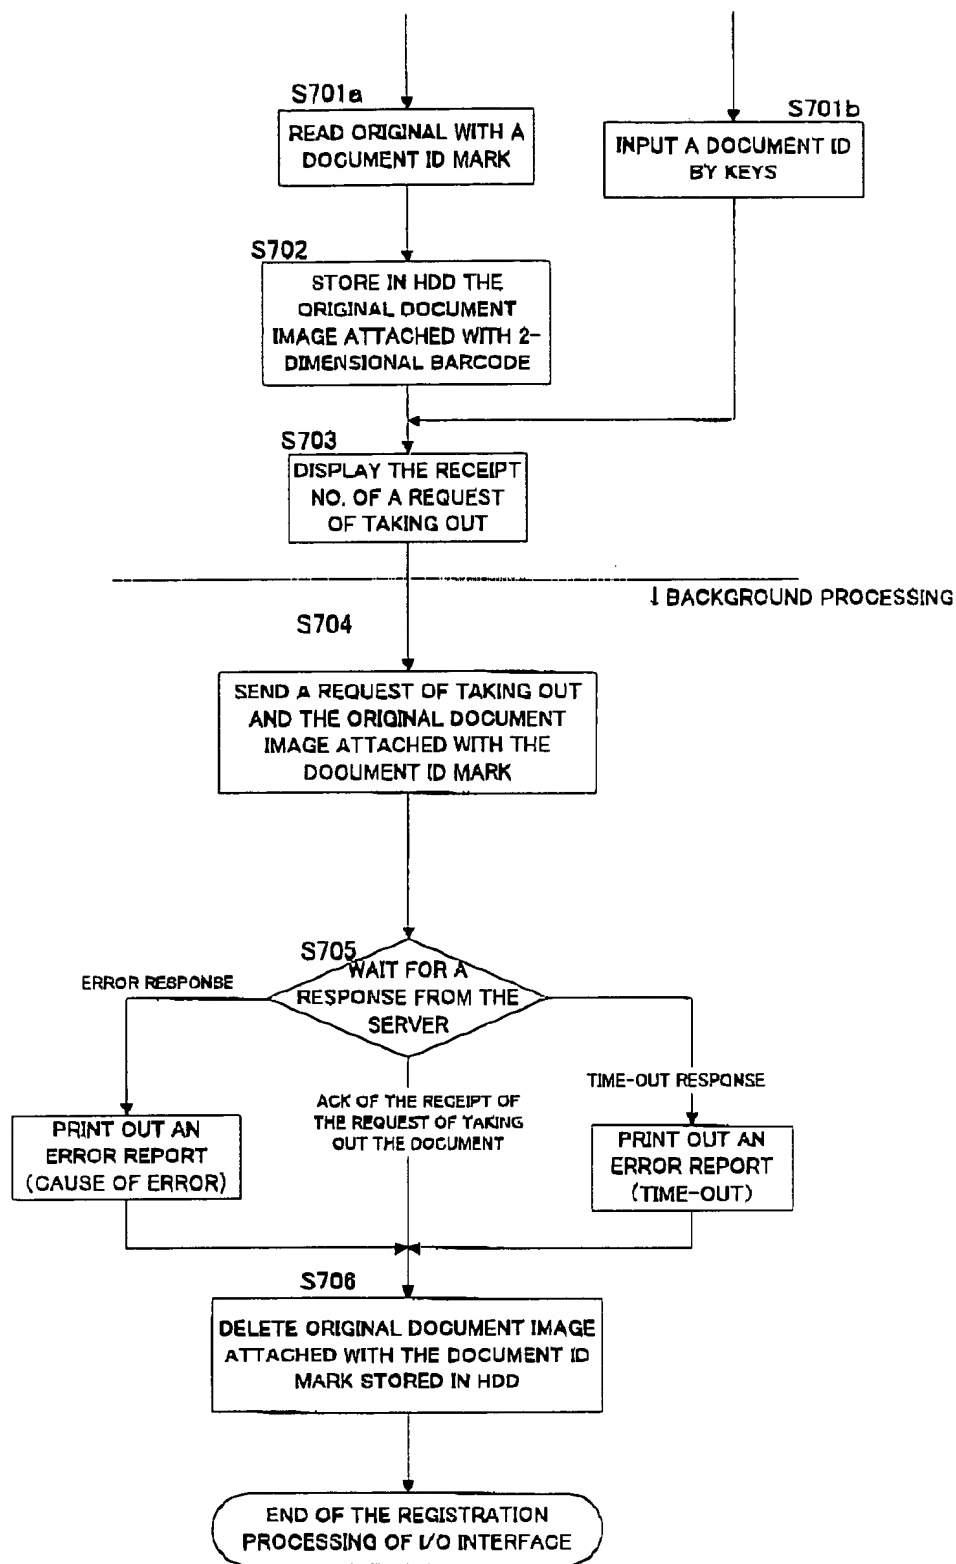 S701a
READ ORIGINAL WITH A
DOCUMENT ID MARK
S701b
INPUT A DOCUMENT ID
BY KEYS
S702
STORE IN HDD THE
ORIGINAL DOCUMENT
IMAGE ATTACHED WITH 2-
DIMENSIONAL BARCODE
S703
DISPLAY THE RECEIPT
NO. OF A REQUEST
OF TAKING OUT
↓ BACKGROUND PROCESSING
S704
SEND A REQUEST OF TAKING OUT
AND THE ORIGINAL DOCUMENT
IMAGE ATTACHED WITH THE
DOCUMENT ID MARK
S705
WAIT FOR A
RESPONSE FROM THE
SERVER
ERROR RESPONSE
TIME-OUT RESPONSE
ACK OF THE RECEIPT OF
THE REQUEST OF TAKING
OUT THE DOCUMENT
PRINT OUT AN
ERROR REPORT
(CAUSE OF ERROR)
PRINT OUT AN
ERROR REPORT
(TIME-OUT)
S706
DELETE ORIGINAL DOCUMENT IMAGE
ATTACHED WITH THE DOCUMENT ID
MARK STORED IN HDD
END OF THE REGISTRATION
PROCESSING OF I/O INTERFACE